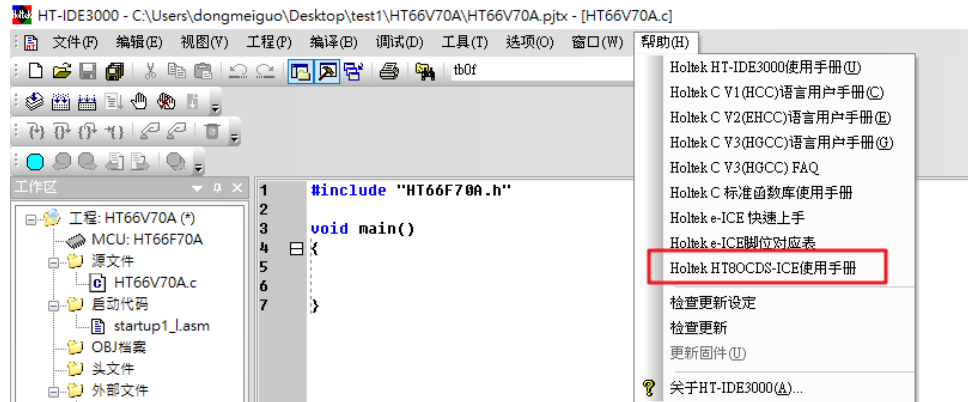 HT-IDE3000 - C:\Users\dongmeiguo\Desktop\test1\HT66V70A\HT66V70A.pjtx - [HT66V70A.c]
文件(F) 编辑(E) 视图(V) 工程(P) 编译(B) 调试(D) 工具(T) 选项(O) 窗口(W) 帮助(H)
tb0f
工作区
工程: HT66V70A (*)
MCU: HT66F70A
源文件
HT66V70A.c
启动代码
startup1_l.asm
OBJ档案
头文件
外部文件
1 #include "HT66F70A.h"
2
3 void main()
4 {
5
6
7 }
Holtek HT-IDE3000使用手册(U)
Holtek C V1(HCC)语言用户手册(C)
Holtek C V2(EHCC)语言用户手册(E)
Holtek C V3(HGCC)语言用户手册(G)
Holtek C V3(HGCC) FAQ
Holtek C 标准函数库使用手册
Holtek e-ICE 快速上手
Holtek e-ICE脚位对应表
Holtek HT8OCDS-ICE使用手册
检查更新设定
检查更新
更新固件(U)
关于HT-IDE3000(A)...